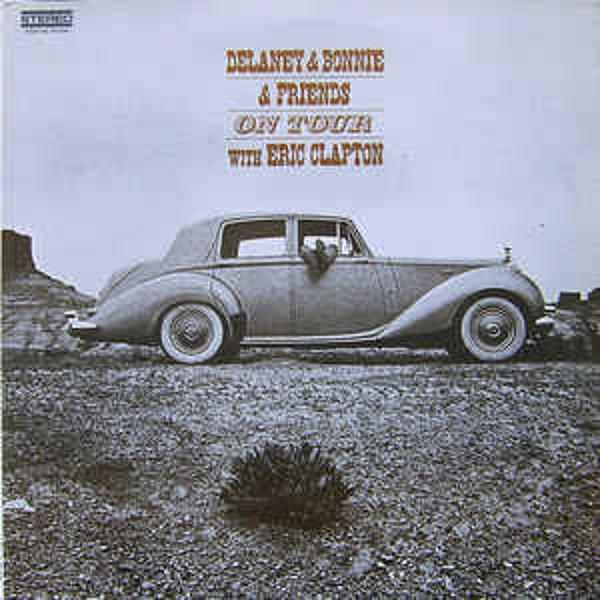 STEREO
DELANEY & BONNIE
& FRIENDS
ON TOUR
WITH ERIC CLAPTON